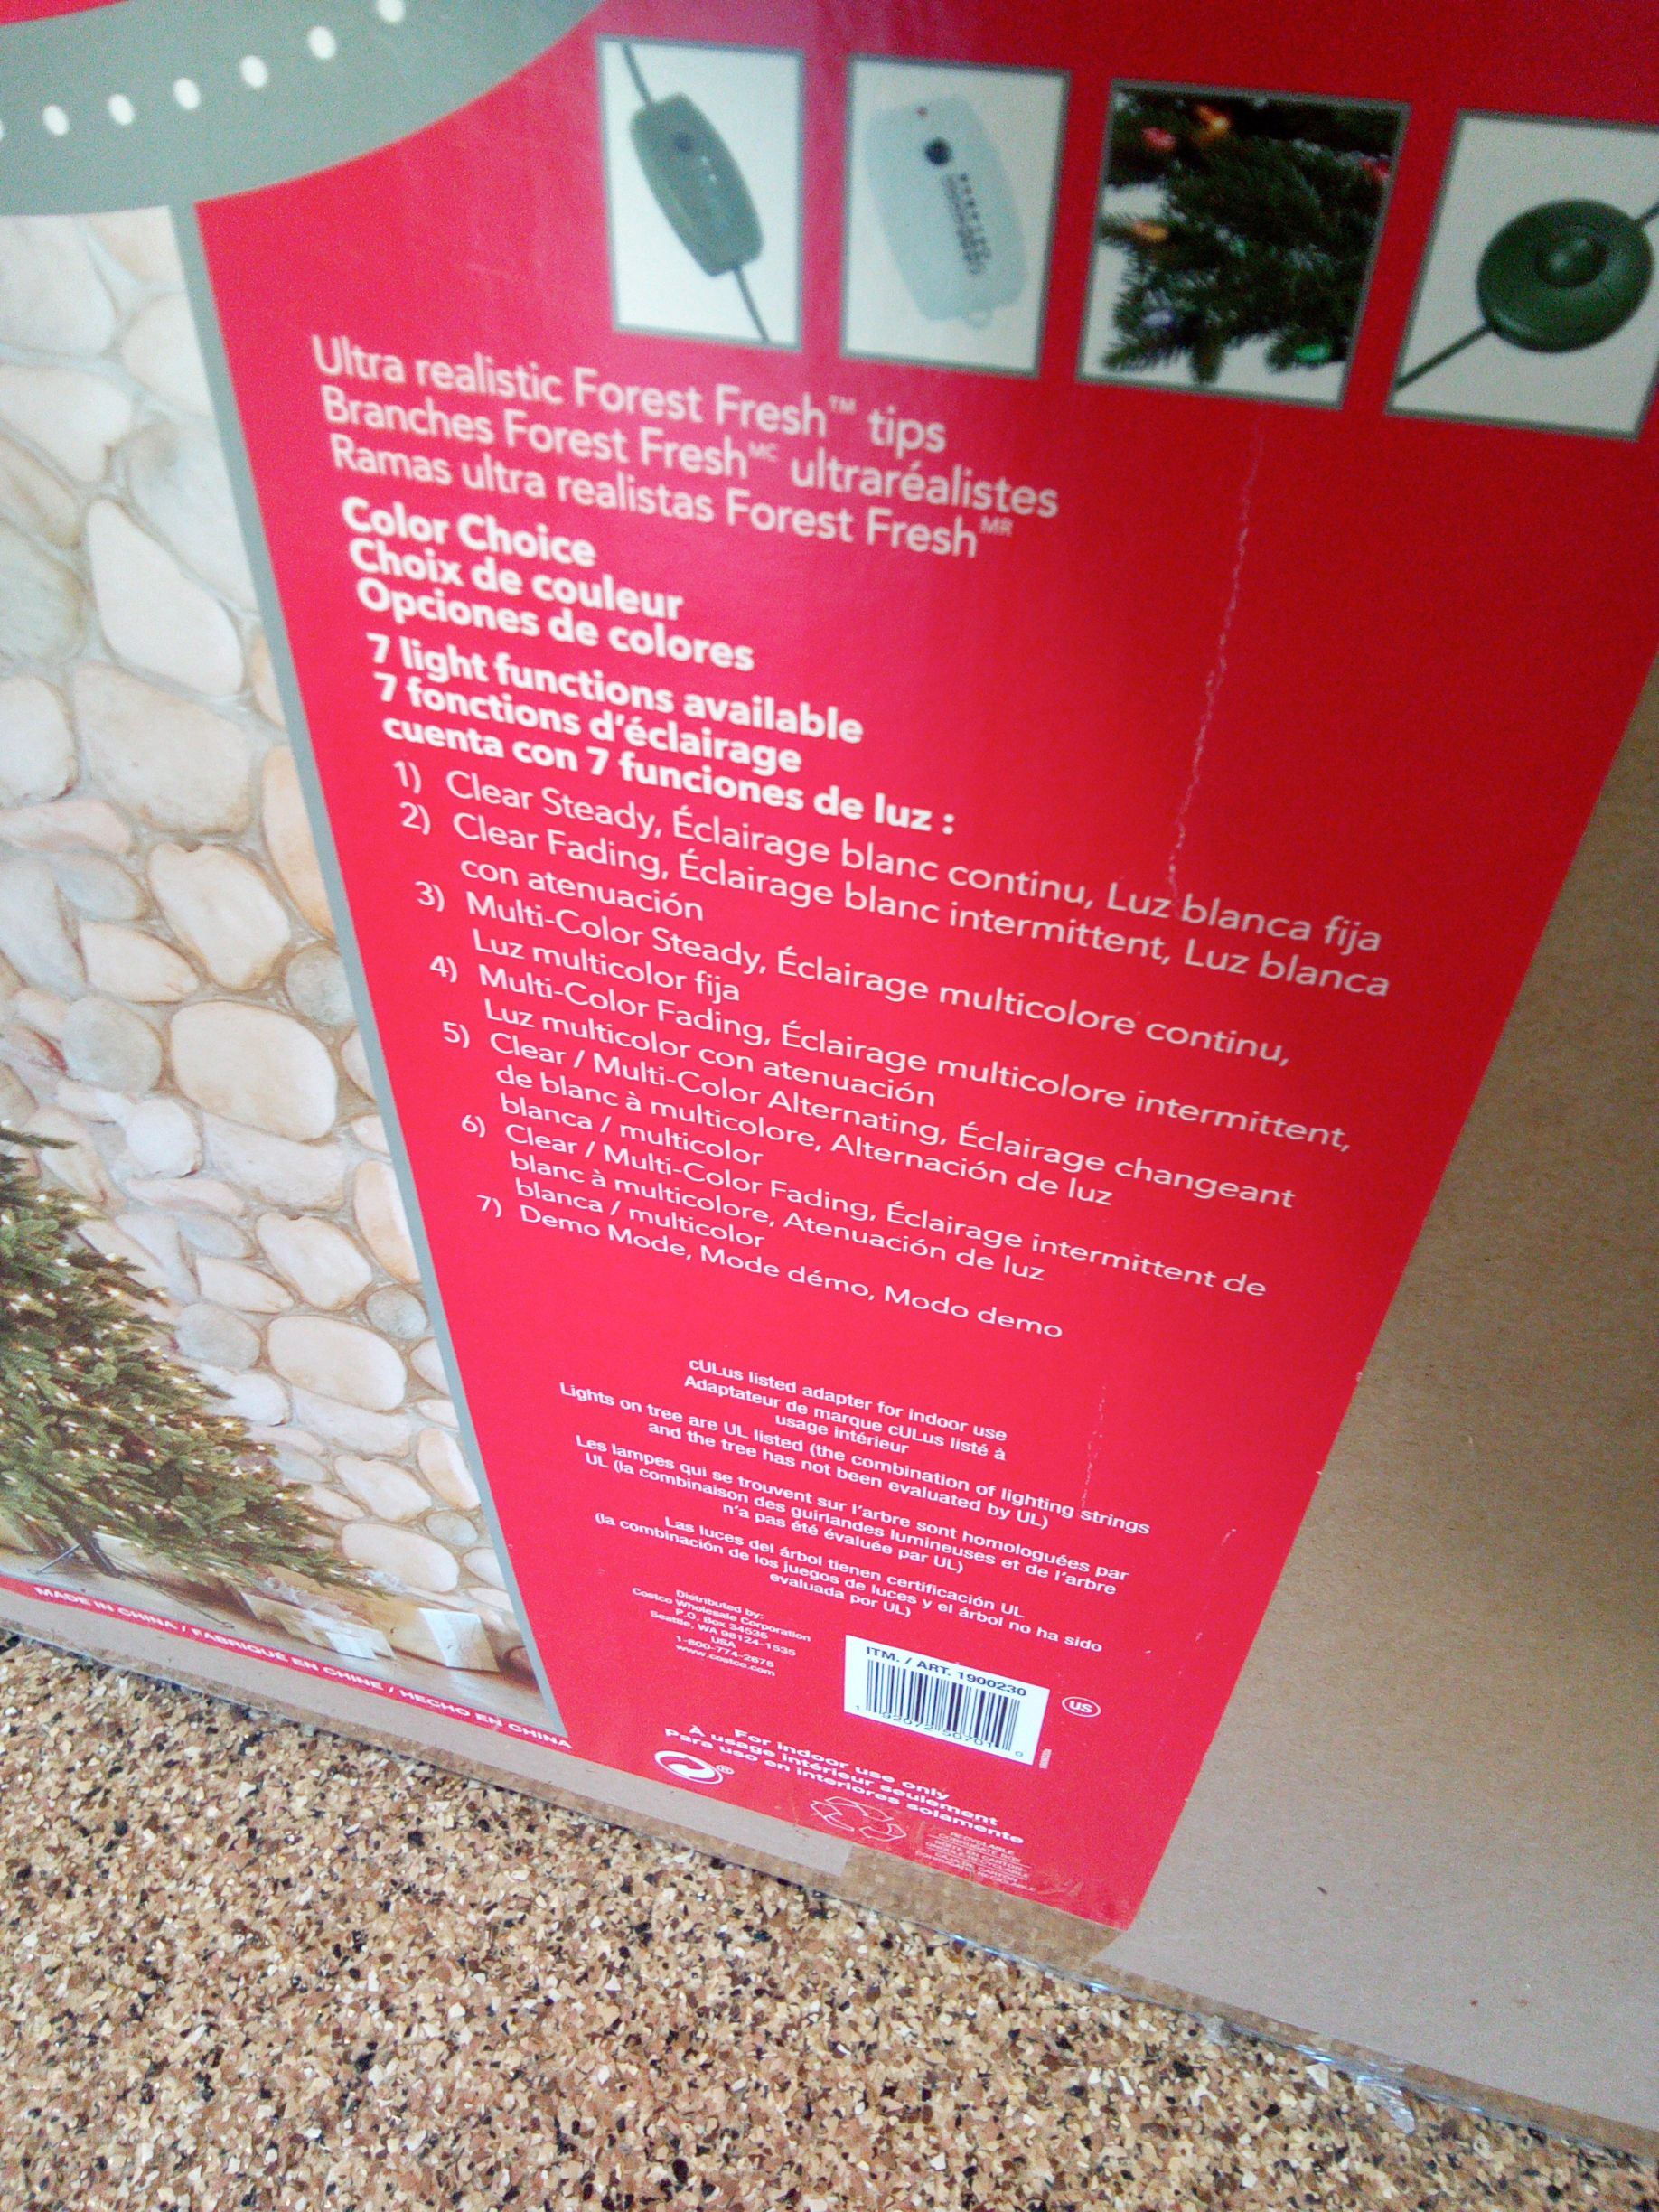 Ultra realistic Forest Fresh™ tips
Branches Forest Fresh MC ultraréalistes
Ramas ultra realistas Forest Fresh MR
Color Choice
Choix de couleur
Opciones de colores
7 light functions available
7 fonctions d'éclairage
cuenta con 7 funciones de luz :
1) Clear Steady, Éclairage blanc continu, Luz blanca fija
2) Clear Fading, Éclairage blanc intermittent, Luz blanca
con atenuación
3) Multi-Color Steady, Éclairage multicolore continu,
Luz multicolor fija
4) Multi-Color Fading, Éclairage multicolore intermittent,
Luz multicolor con atenuación
5) Clear / Multi-Color Alternating, Éclairage changeant
de blanc à multicolore, Alternación de luz
blanca / multicolor
6) Clear / Multi-Color Fading, Éclairage intermittent de
blanc à multicolore, Atenuación de luz
blanca / multicolor
7) Demo Mode, Mode démo, Modo demo
cULus listed adapter for indoor use
Adaptateur de marque cULus listé à
usage intérieur
Lights on tree are UL listed (the combination of lighting strings
and the tree has not been evaluated by UL)
Les lampes qui se trouvent sur l'arbre sont homologuées par
UL (la combinaison des guirlandes lumineuses et de l'arbre
n'a pas été évaluée par UL)
Las luces del árbol tienen certificación UL
(la combinación de los juegos de luces y el árbol no ha sido
evaluada por UL)
Distributed by:
Costco Wholesale Corporation
P.O. Box 34535
Seattle, WA 98124-1535
USA
1-800-774-2678
www.costco.com
ITM. / ART. 1900230
US
For indoor use only
À usage intérieur seulement
Para uso en interiores solamente
MADE IN CHINA / FABRIQUÉ EN CHINE / HECHO EN CHINA